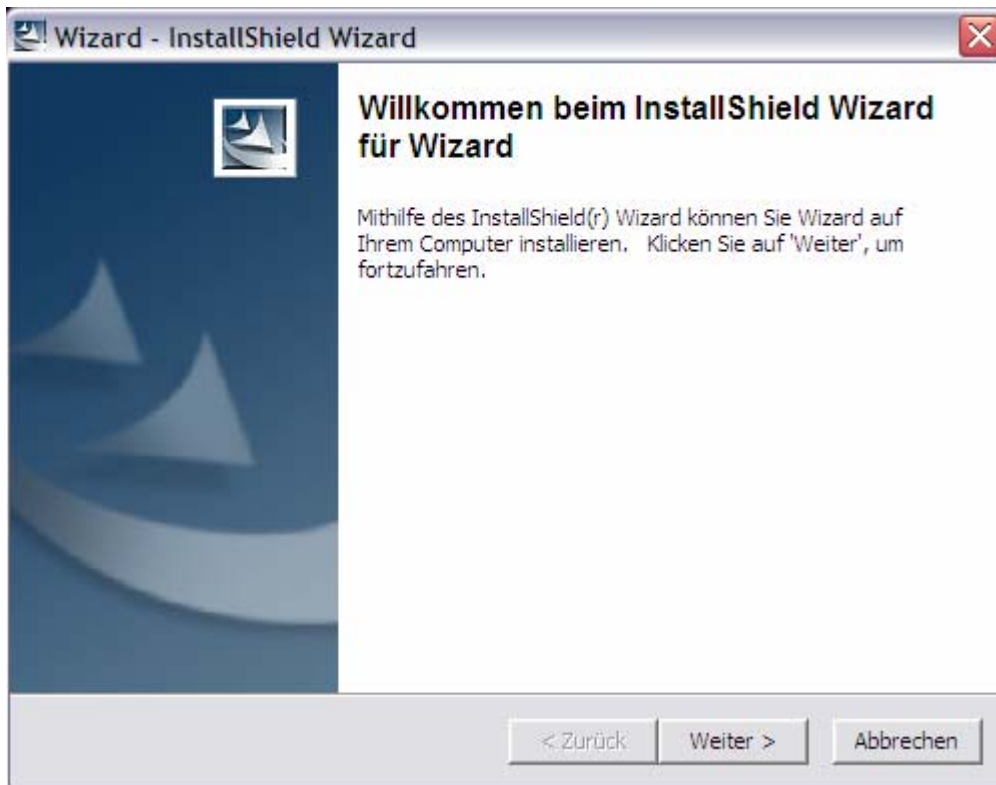 Wizard - InstallShield Wizard
Willkommen beim InstallShield Wizard
für Wizard
Mithilfe des InstallShield(r) Wizard können Sie Wizard auf
Ihrem Computer installieren.   Klicken Sie auf 'Weiter', um
fortzufahren.
< Zurück
Weiter >
Abbrechen